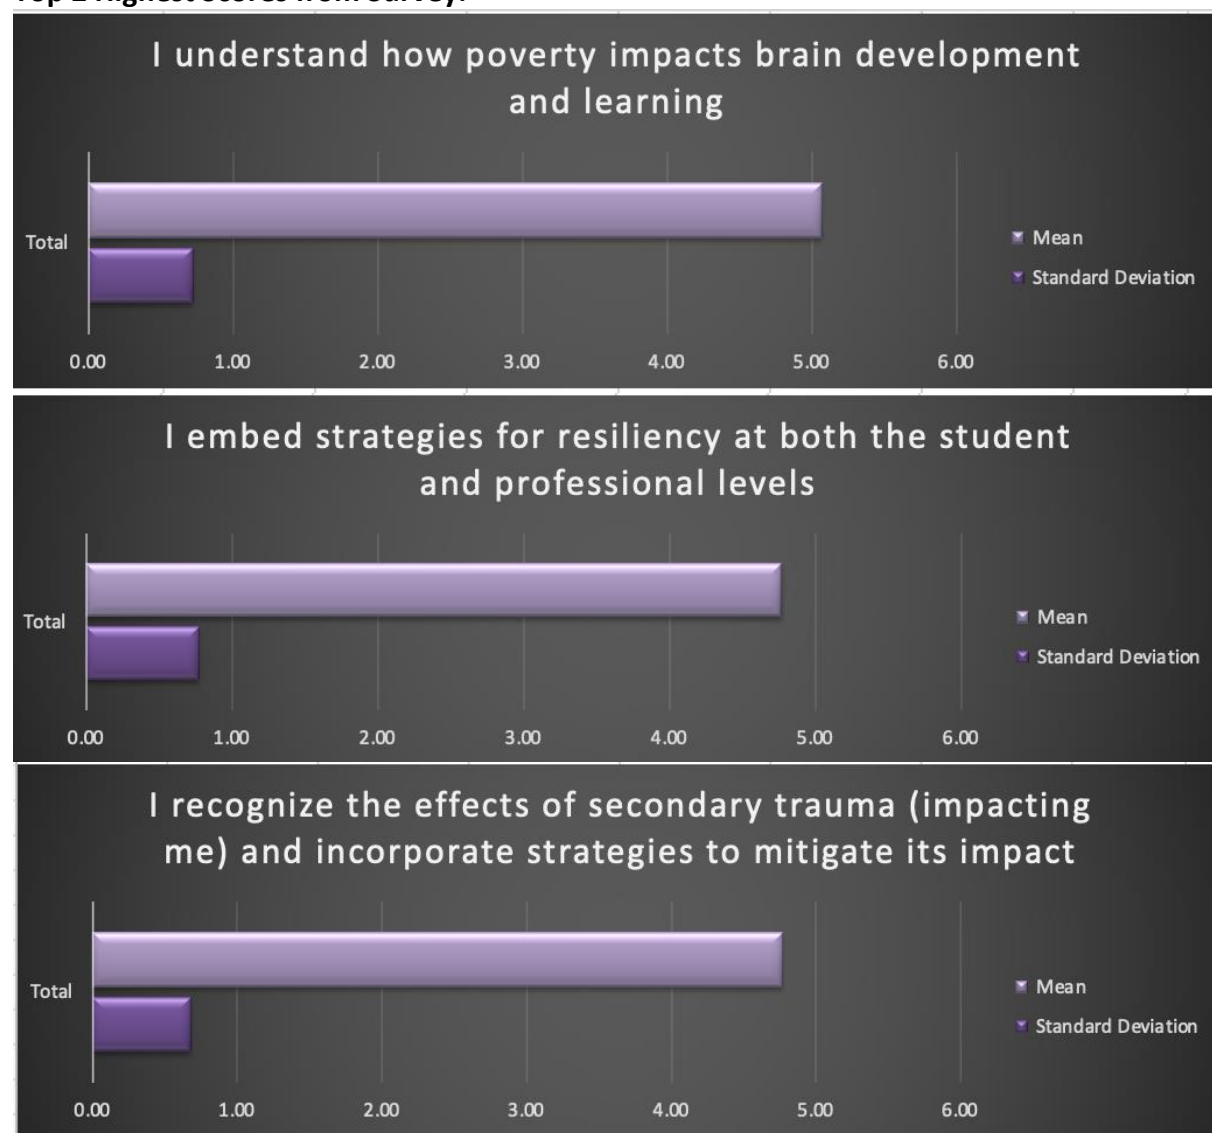 I understand how poverty impacts brain development
and learning
Total
Mean
Standard Deviation
0.00 1.00 2.00 3.00 4.00 5.00 6.00
I embed strategies for resiliency at both the student
and professional levels
Total
Mean
Standard Deviation
0.00 1.00 2.00 3.00 4.00 5.00 6.00
I recognize the effects of secondary trauma (impacting
me) and incorporate strategies to mitigate its impact
Total
Mean
Standard Deviation
0.00 1.00 2.00 3.00 4.00 5.00 6.00